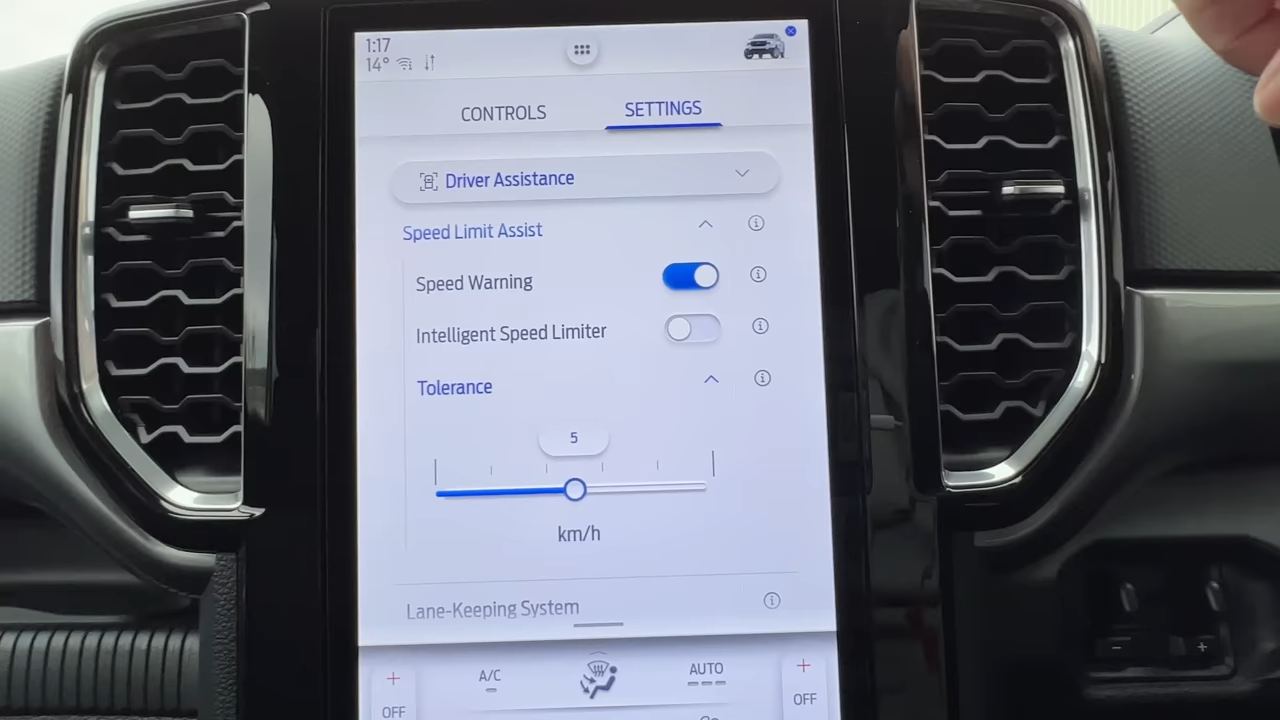 1:17
14°
CONTROLS
SETTINGS
Driver Assistance
Speed Limit Assist
Speed Warning
Intelligent Speed Limiter
Tolerance
5
km/h
Lane-Keeping System
+
A/C
AUTO
+
OFF
OFF
- +